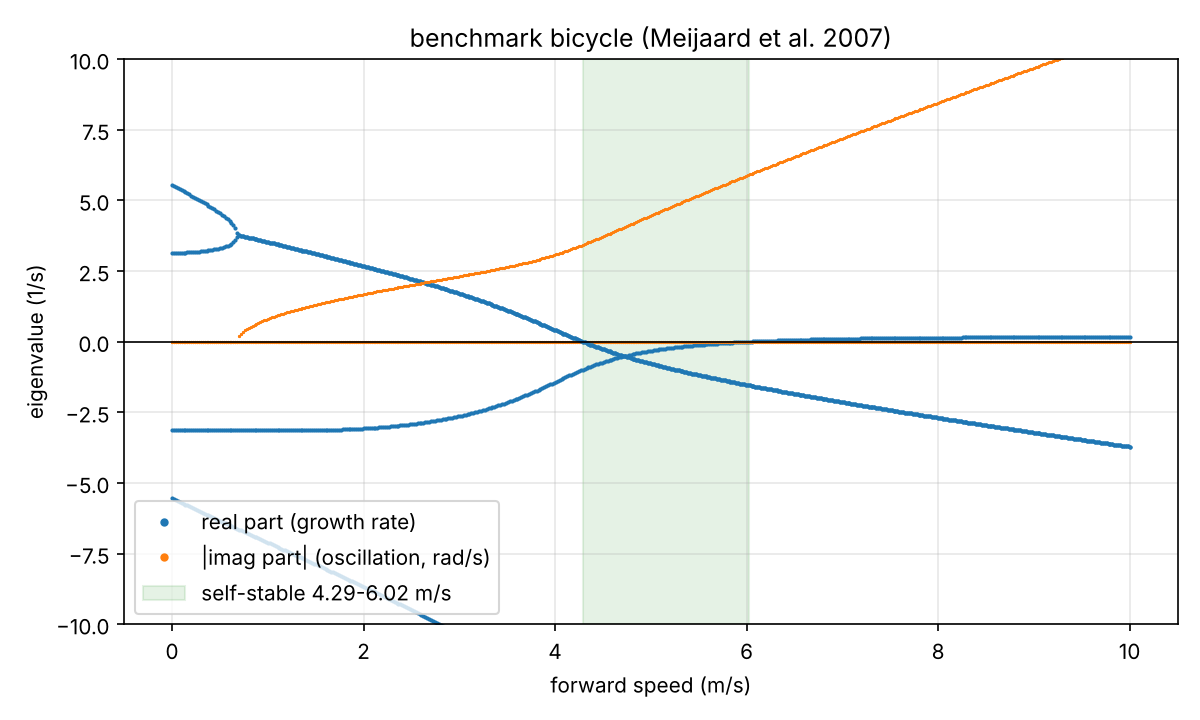 benchmark bicycle (Meijaard et al. 2007)
eigenvalue (1/s)
10.0
7.5
5.0
2.5
0.0
−2.5
−5.0
−7.5
−10.0
real part (growth rate)
|imag part| (oscillation, rad/s)
self-stable 4.29-6.02 m/s
0 2 4 6 8 10
forward speed (m/s)